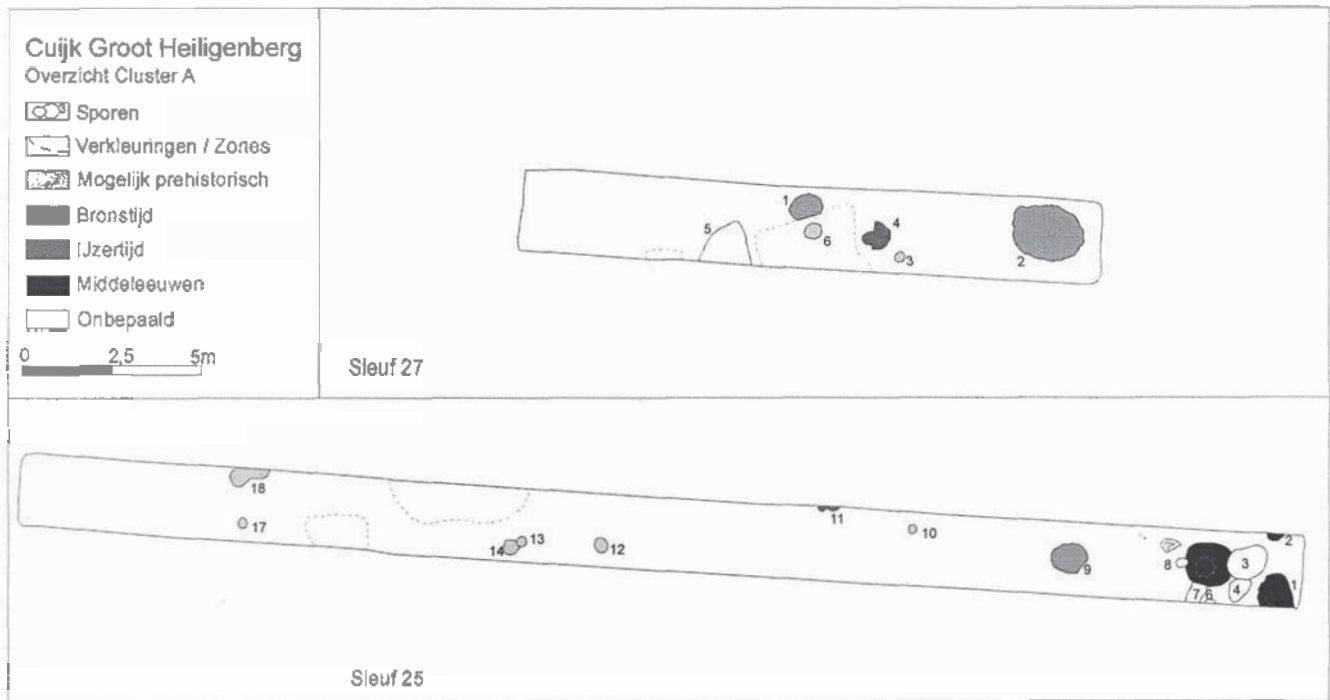 Cuijk Groot Heiligenberg
Overzicht Cluster A
3 Sporen
Verkleuringen / Zones
Mogelijk prehistorisch
Bronstijd
IJzertijd
Middeleeuwen
Onbepaald
0 2,5 5m
Sleuf 27
1
5
6
4
3
2
18
17
14 13
12
11
10
9
8
7 6
3
4
2
1
Sleuf 25